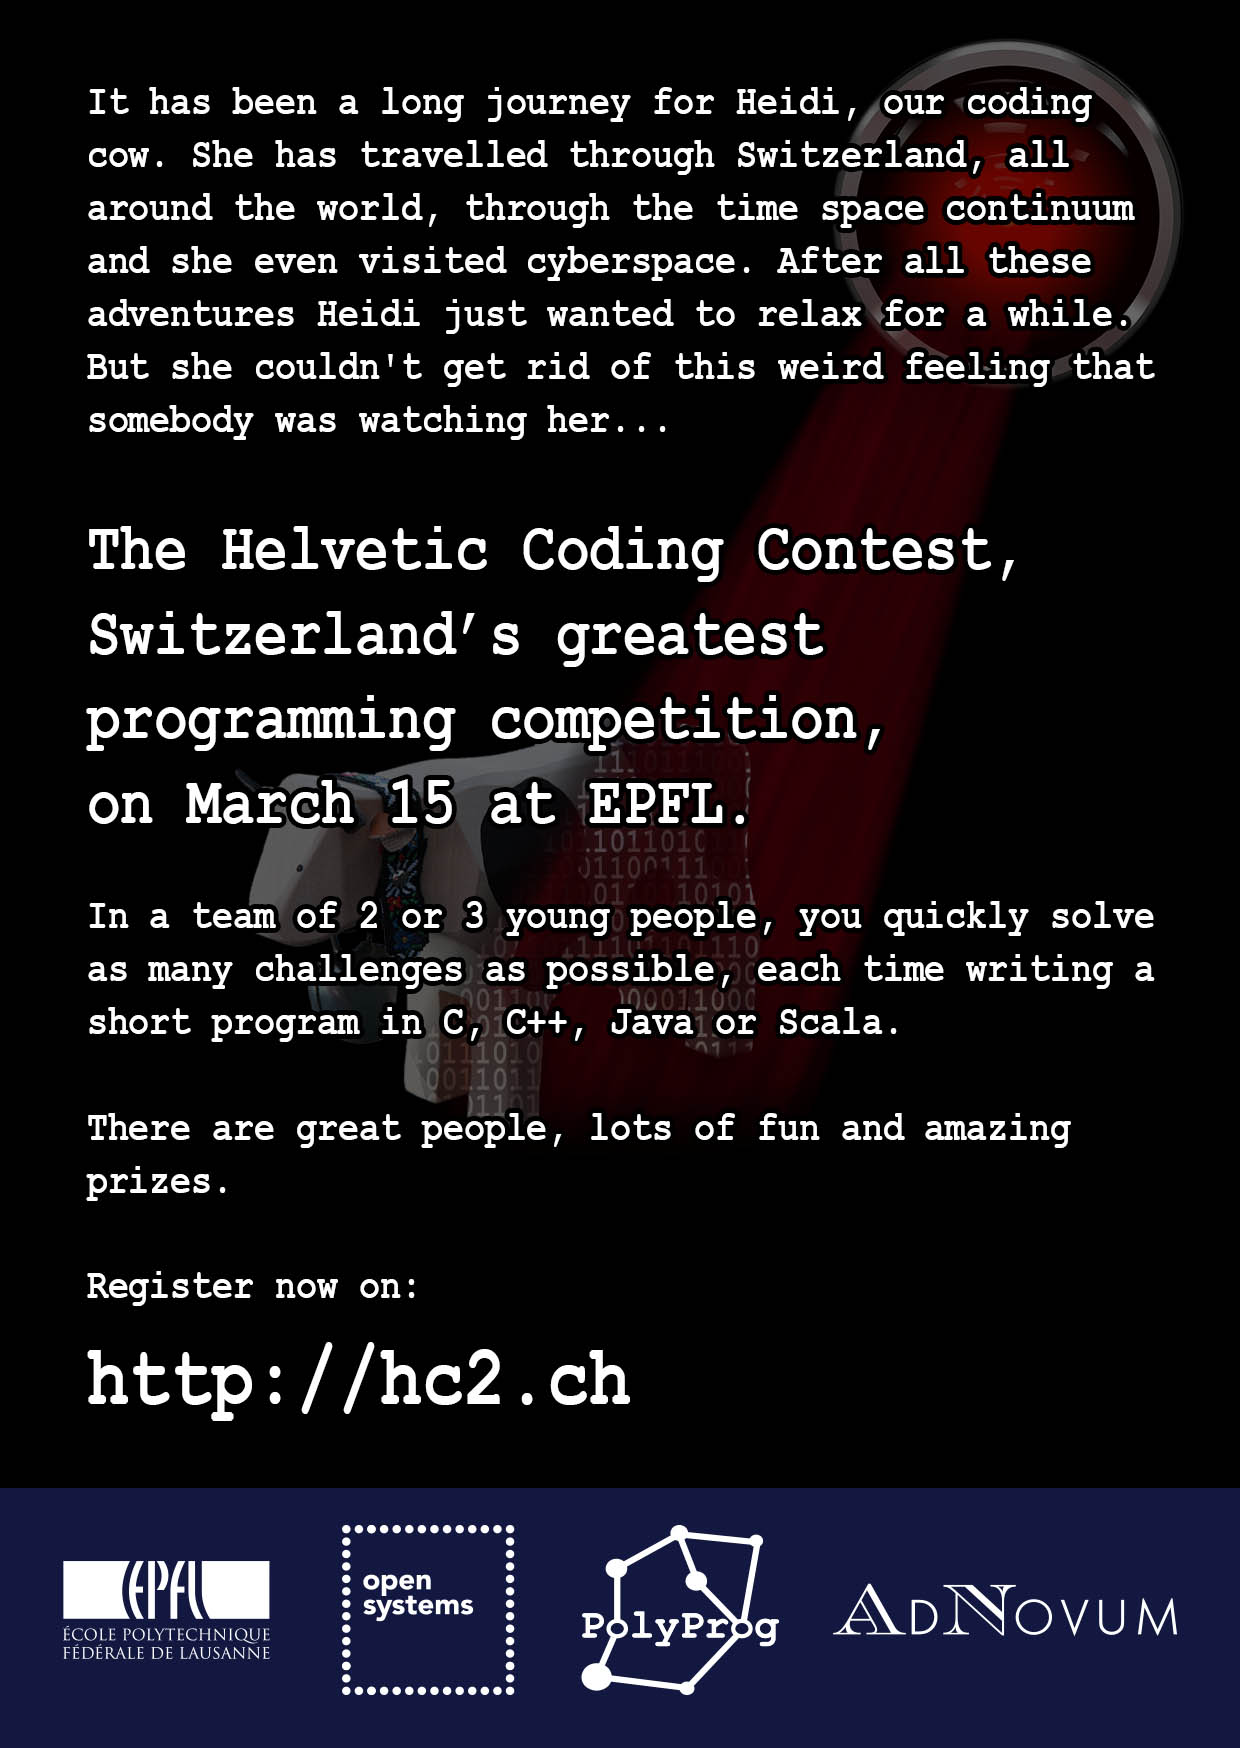 It has been a long journey for Heidi, our coding
cow. She has travelled through Switzerland, all
around the world, through the time space continuum
and she even visited cyberspace. After all these
adventures Heidi just wanted to relax for a while.
But she couldn't get rid of this weird feeling that
somebody was watching her...
The Helvetic Coding Contest,
Switzerland’s greatest
programming competition,
on March 15 at EPFL.
In a team of 2 or 3 young people, you quickly solve
as many challenges as possible, each time writing a
short program in C, C++, Java or Scala.
There are great people, lots of fun and amazing
prizes.
Register now on:
http://hc2.ch
EPFL
ÉCOLE POLYTECHNIQUE
FÉDÉRALE DE LAUSANNE
open
systems
PolyProg
ADNOVUM